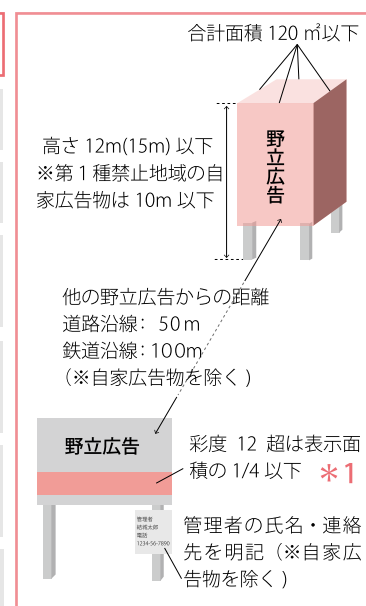 合計面積 120 ㎡以下
野立広告
高さ 12m(15m) 以下
※第 1 種禁止地域の自
家広告物は 10m 以下
他の野立広告からの距離
道路沿線： 50ｍ
鉄道沿線：100m
（※自家広告物を除く )
野立広告
彩度 12 超は表示面
積の 1/4 以下 ＊1
管理者
結城太郎
電話
1234-56-7890
管理者の氏名・連絡
先を明記（※自家広
告物を除く )